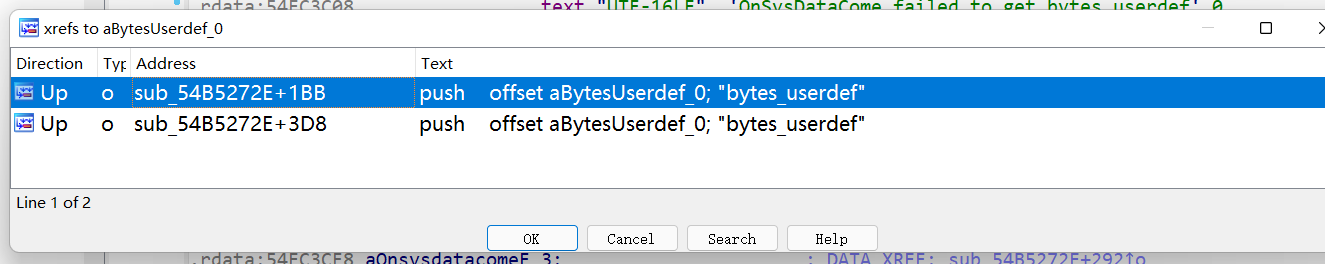 .rdata:54EC3C08 text "UTF-16LE", 'OnSysDataCome failed to get bytes_userdef',0
xrefs to aBytesUserdef_0
Direction Typ Address Text
Up o sub_54B5272E+1BB push offset aBytesUserdef_0; "bytes_userdef"
Up o sub_54B5272E+3D8 push offset aBytesUserdef_0; "bytes_userdef"
Line 1 of 2
OK Cancel Search Help
.rdata:54EC3CE8 aOnsysdatacomeF_3: ; DATA XREF: sub_54B5272E+292↑o